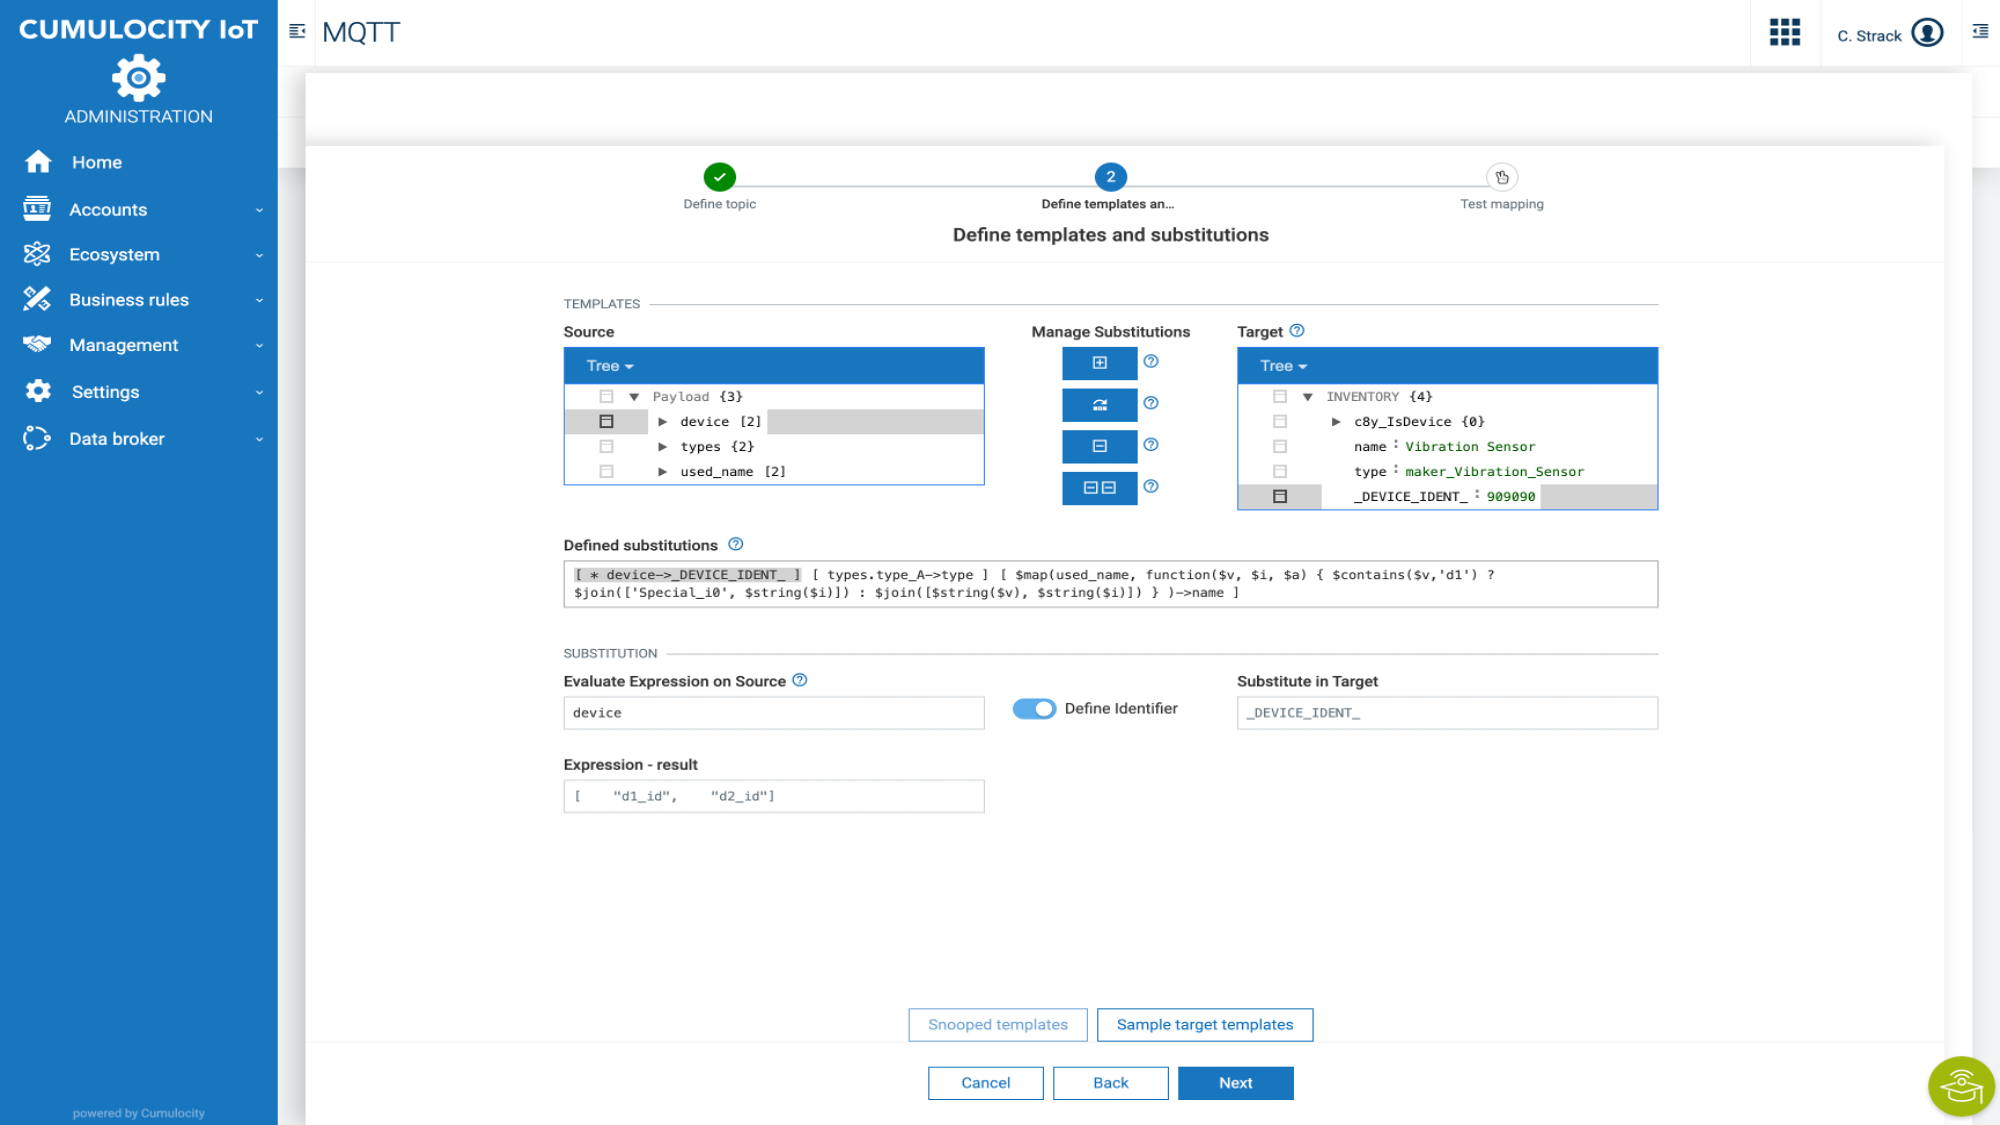 CUMULOCITY IoT
ADMINISTRATION
Home
Accounts
Ecosystem
Business rules
Management
Settings
Data broker
powered by Cumulocity
MQTT
C. Strack
2
Define topic
Define templates an...
Test mapping
Define templates and substitutions
TEMPLATES
Source
Manage Substitutions
Target
Tree
Payload {3}
device [2]
types {2}
used_name [2]
Tree
INVENTORY {4}
c8y_IsDevice {0}
name : Vibration Sensor
type : maker_Vibration_Sensor
_DEVICE_IDENT_ : 909090
Defined substitutions
[ * device->_DEVICE_IDENT_ ] [ types.type_A->type ] [ $map(used_name, function($v, $i, $a) { $contains($v,'d1') ?
$join(['Special_i0', $string($i)]) : $join([$string($v), $string($i)]) } )->name ]
SUBSTITUTION
Evaluate Expression on Source
Substitute in Target
device
Define Identifier
_DEVICE_IDENT_
Expression - result
[ "d1_id", "d2_id"]
Snooped templates
Sample target templates
Cancel
Back
Next